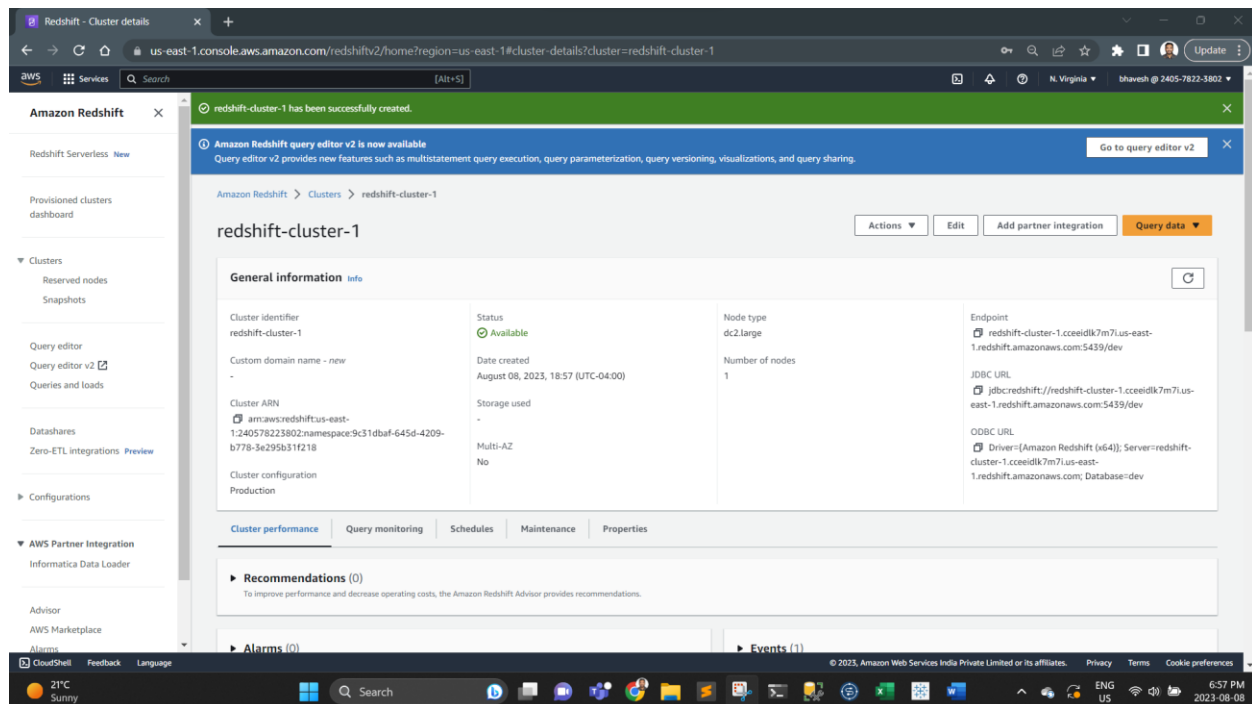 Redshift - Cluster details
us-east-1.console.aws.amazon.com/redshiftv2/home?region=us-east-1#cluster-details?cluster=redshift-cluster-1
Update
aws
Services
Search
[Alt+S]
N. Virginia
bhavesh @ 2405-7822-3802
Amazon Redshift
Redshift Serverless New
Provisioned clusters
dashboard
Clusters
Reserved nodes
Snapshots
Query editor
Query editor v2
Queries and loads
Datashares
Zero-ETL integrations Preview
Configurations
AWS Partner Integration
Informatica Data Loader
Advisor
AWS Marketplace
Alarms
redshift-cluster-1 has been successfully created.
Amazon Redshift query editor v2 is now available
Query editor v2 provides new features such as multistatement query execution, query parameterization, query versioning, visualizations, and query sharing.
Go to query editor v2
Amazon Redshift > Clusters > redshift-cluster-1
redshift-cluster-1
Actions
Edit
Add partner integration
Query data
General information Info
Cluster identifier
redshift-cluster-1
Custom domain name - new
-
Cluster ARN
arn:aws:redshift:us-east-
1:240578223802:namespace:9c31dbaf-645d-4209-
b778-3e295b31f218
Cluster configuration
Production
Status
Available
Date created
August 08, 2023, 18:57 (UTC-04:00)
Storage used
-
Multi-AZ
No
Node type
dc2.large
Number of nodes
1
Endpoint
redshift-cluster-1.cceeidlk7m7i.us-east-
1.redshift.amazonaws.com:5439/dev
JDBC URL
jdbc:redshift://redshift-cluster-1.cceeidlk7m7i.us-
east-1.redshift.amazonaws.com:5439/dev
ODBC URL
Driver={Amazon Redshift (x64)}; Server=redshift-
cluster-1.cceeidlk7m7i.us-east-
1.redshift.amazonaws.com; Database=dev
Cluster performance
Query monitoring
Schedules
Maintenance
Properties
Recommendations (0)
To improve performance and decrease operating costs, the Amazon Redshift Advisor provides recommendations.
Alarms (0)
Events (1)
CloudShell
Feedback
Language
© 2023, Amazon Web Services India Private Limited or its affiliates.
Privacy
Terms
Cookie preferences
21°C
Sunny
Search
ENG
US
6:57 PM
2023-08-08